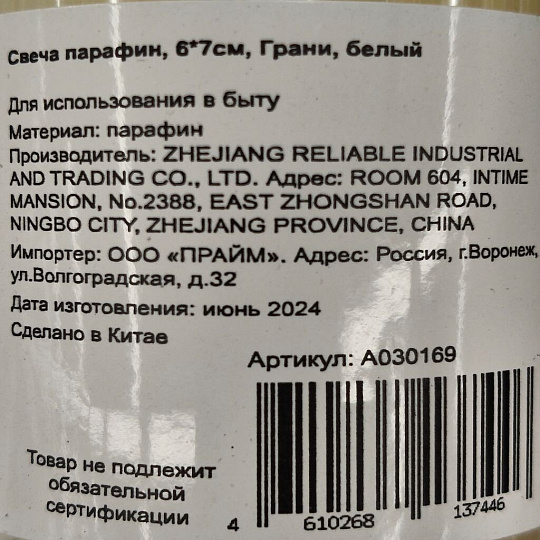 Свеча парафин, 6*7см, Грани, белый
Для использования в быту
Материал: парафин
Производитель: ZHEJIANG RELIABLE INDUSTRIAL
AND TRADING CO., LTD. Адрес: ROOM 604, INTIME
MANSION, No.2388, EAST ZHONGSHAN ROAD,
NINGBO CITY, ZHEJIANG PROVINCE, CHINA
Импортер: ООО «ПРАЙМ». Адрес: Россия, г.Воронеж,
ул.Волгоградская, д.32
Дата изготовления: июнь 2024
Сделано в Китае
Артикул: А030169
Товар не подлежит
обязательной
сертификации
4 610268 137446